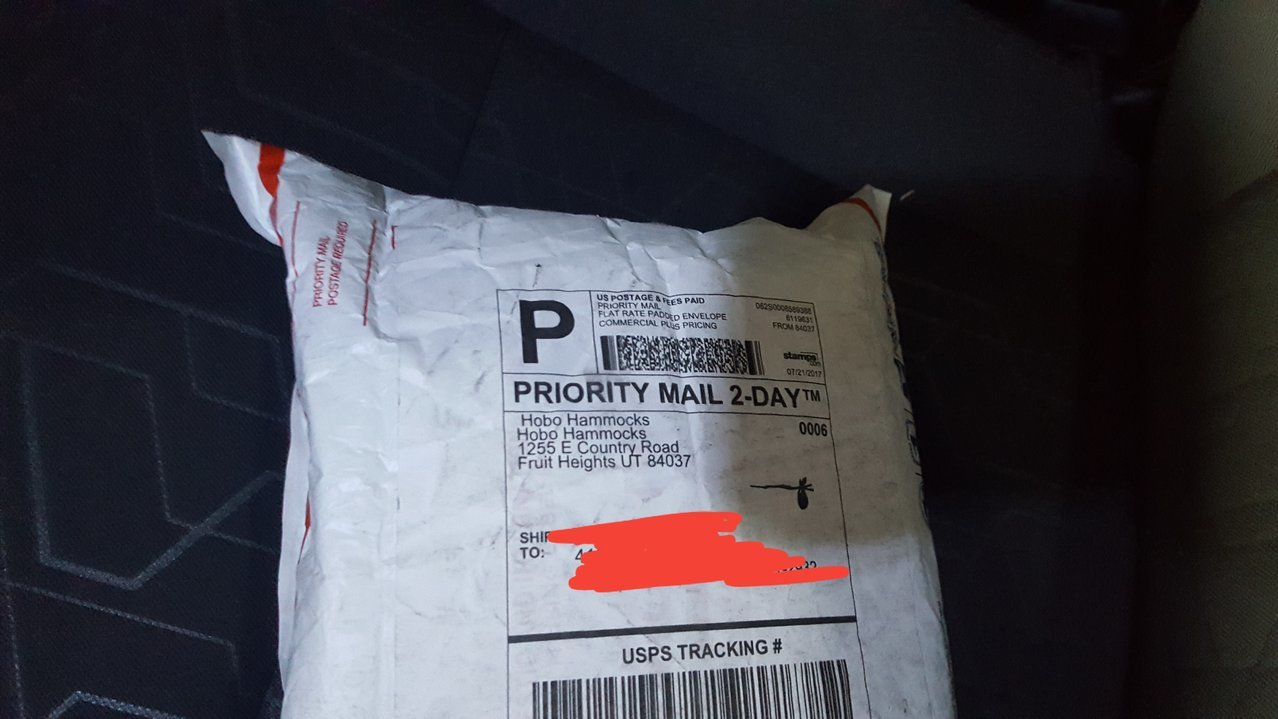 PRIORITY MAIL
POSTAGE REQUIRED
P
US POSTAGE & FEES PAID
PRIORITY MAIL
FLAT RATE PADDED ENVELOPE
COMMERCIAL PLUS PRICING
062S0008589388
6119631
FROM 84037
stamps
.com
07/21/2017
PRIORITY MAIL 2-DAY™
Hobo Hammocks
Hobo Hammocks
1255 E Country Road
Fruit Heights UT 84037
0006
SHIP
TO:
USPS TRACKING #